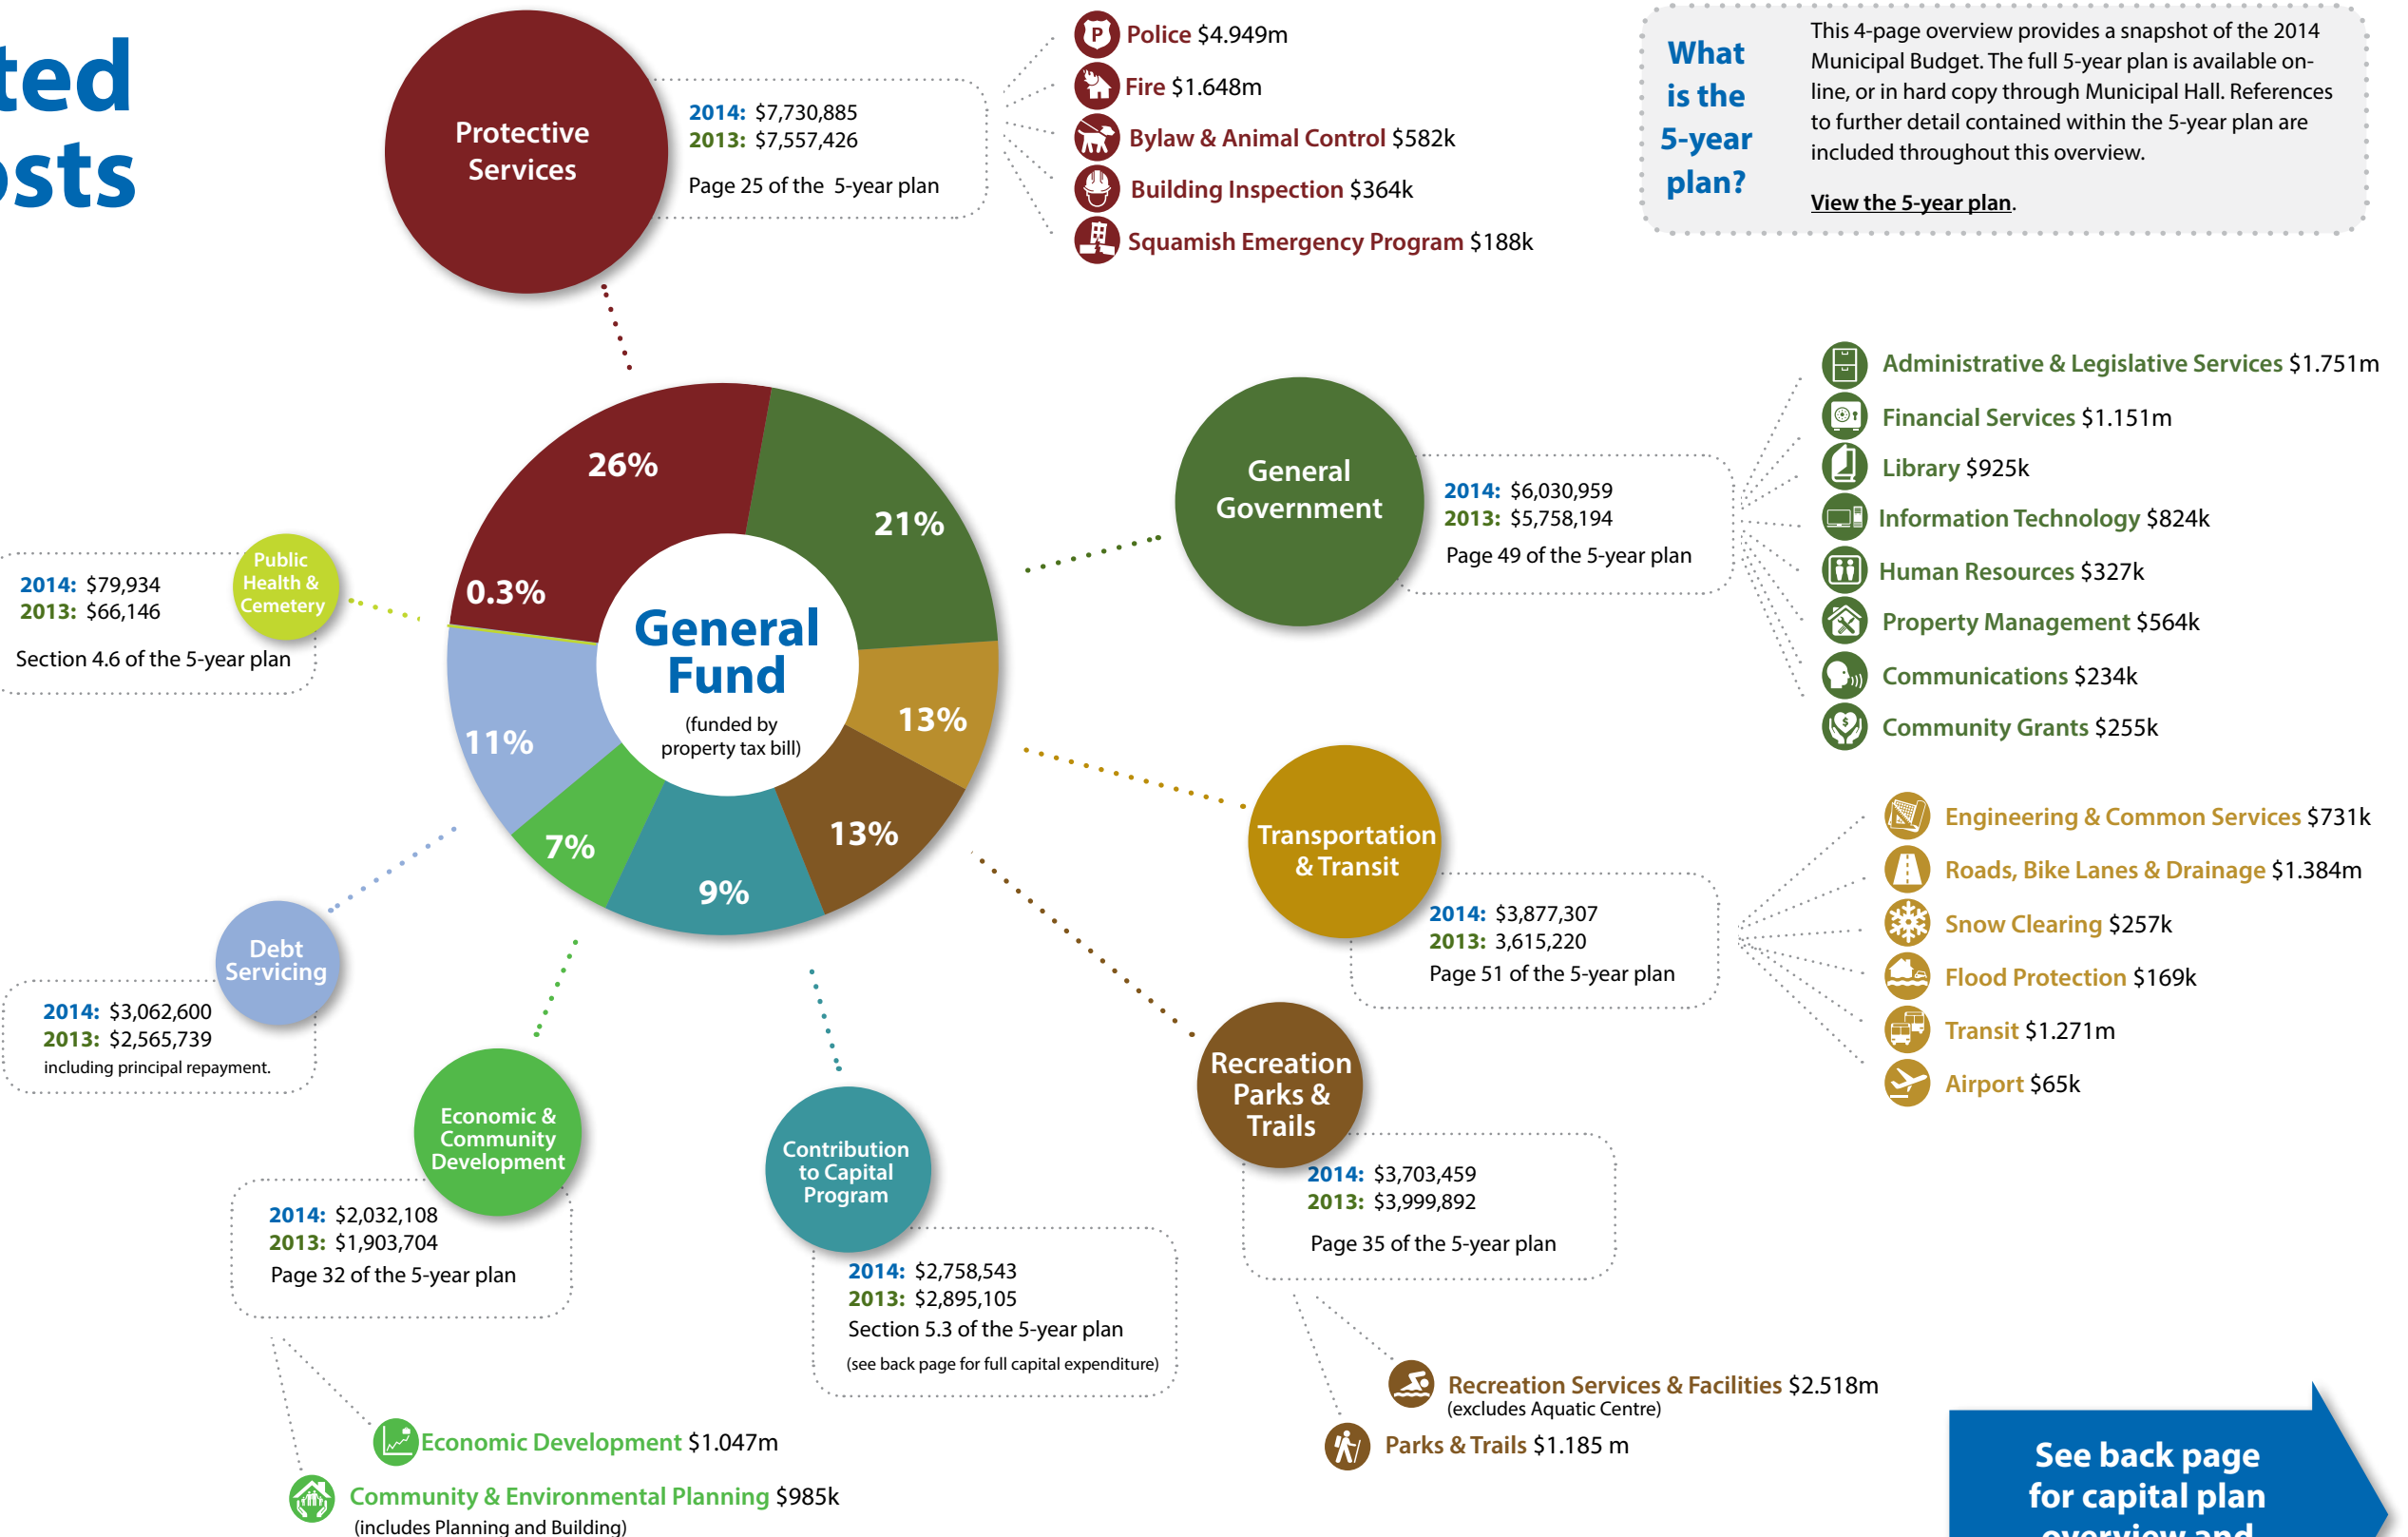 ted
osts
Protective
Services
2014: $7,730,885
2013: $7,557,426
Page 25 of the 5-year plan
P
Police $4.949m
Fire $1.648m
Bylaw & Animal Control $582k
Building Inspection $364k
Squamish Emergency Program $188k
What
is the
5-year
plan?
This 4-page overview provides a snapshot of the 2014
Municipal Budget. The full 5-year plan is available on-
line, or in hard copy through Municipal Hall. References
to further detail contained within the 5-year plan are
included throughout this overview.
View the 5-year plan.
General
Government
2014: $6,030,959
2013: $5,758,194
Page 49 of the 5-year plan
Administrative & Legislative Services $1.751m
Financial Services $1.151m
Library $925k
Information Technology $824k
Human Resources $327k
Property Management $564k
Communications $234k
$
Community Grants $255k
26%
21%
13%
13%
9%
7%
11%
0.3%
General
Fund
(funded by
property tax bill)
Public
Health &
Cemetery
2014: $79,934
2013: $66,146
Section 4.6 of the 5-year plan
Transportation
& Transit
2014: $3,877,307
2013: 3,615,220
Page 51 of the 5-year plan
Engineering & Common Services $731k
Roads, Bike Lanes & Drainage $1.384m
Snow Clearing $257k
Flood Protection $169k
Transit $1.271m
Airport $65k
Debt
Servicing
2014: $3,062,600
2013: $2,565,739
including principal repayment.
Economic &
Community
Development
2014: $2,032,108
2013: $1,903,704
Page 32 of the 5-year plan
Economic Development $1.047m
Community & Environmental Planning $985k
(includes Planning and Building)
Contribution
to Capital
Program
2014: $2,758,543
2013: $2,895,105
Section 5.3 of the 5-year plan
(see back page for full capital expenditure)
Recreation
Parks &
Trails
2014: $3,703,459
2013: $3,999,892
Page 35 of the 5-year plan
Recreation Services & Facilities $2.518m
(excludes Aquatic Centre)
Parks & Trails $1.185 m
See back page
for capital plan
overview and